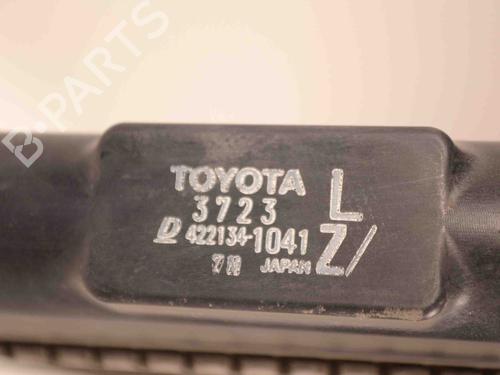 B-PARTS
TOYOTA
3723 L
D 422134-1041 Z/
JAPAN